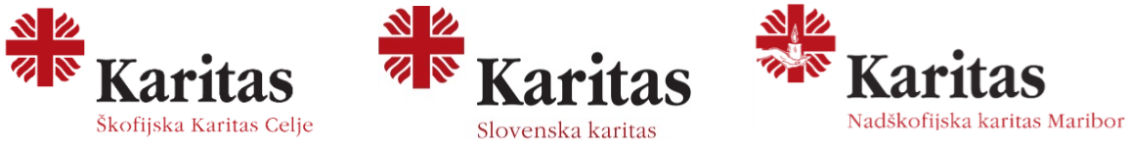 Karitas
Škofijska Karitas Celje
Karitas
Slovenska karitas
Karitas
Nadškofijska karitas Maribor